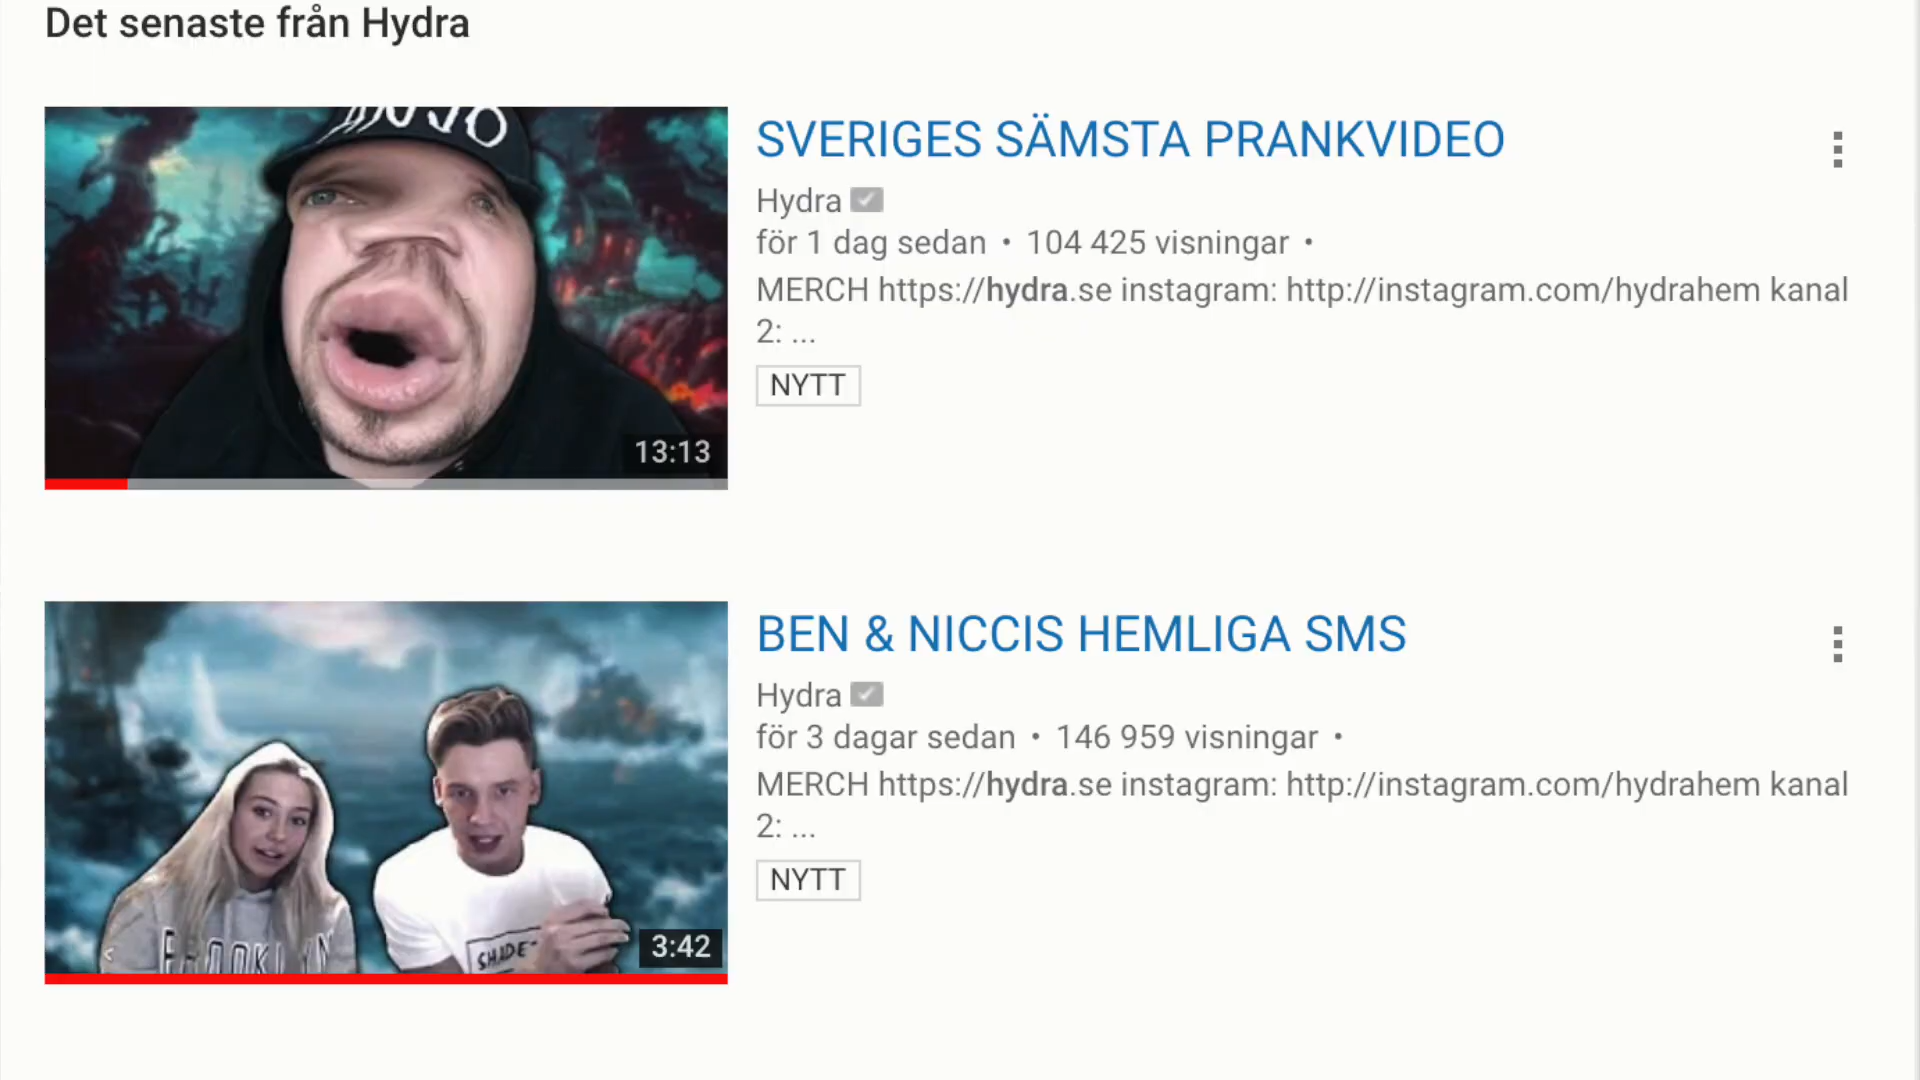 Det senaste från Hydra
13:13
SVERIGES SÄMSTA PRANKVIDEO
Hydra
för 1 dag sedan • 104 425 visningar •
MERCH https://hydra.se instagram: http://instagram.com/hydrahem kanal
2: ...
NYTT
SHADE
3:42
BEN & NICCIS HEMLIGA SMS
Hydra
för 3 dagar sedan • 146 959 visningar •
MERCH https://hydra.se instagram: http://instagram.com/hydrahem kanal
2: ...
NYTT